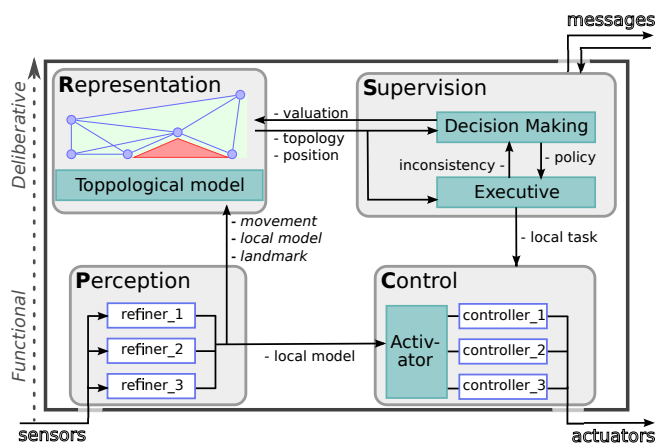 messages
Representation
Supervision
- valuation
- topology
- position
Decision Making
inconsistency -
- policy
Toppological model
Executive
Deliberative
- movement
- local model
- landmark
- local task
Perception
Control
Functional
refiner_1
refiner_2
refiner_3
- local model
Activ-
ator
controller_1
controller_2
controller_3
sensors
actuators